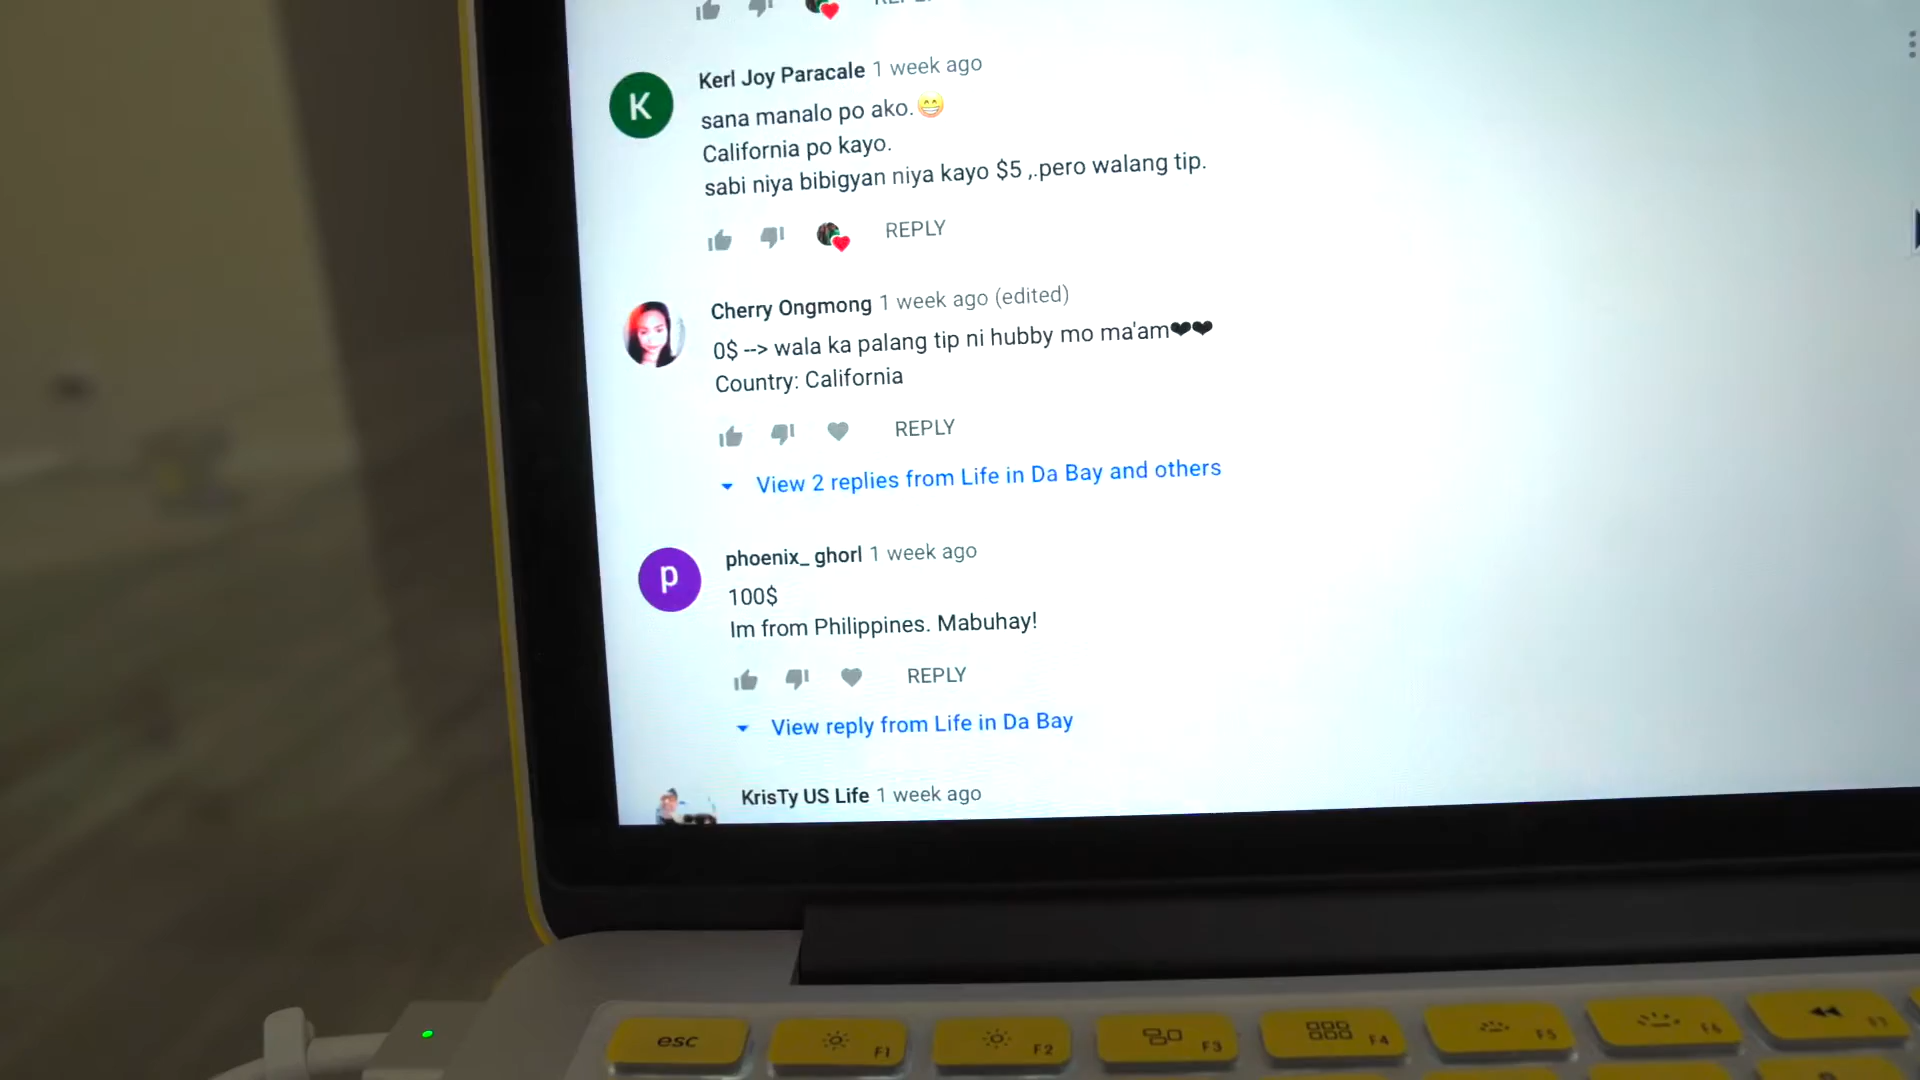 Kerl Joy Paracale 1 week ago
K
sana manalo po ako.😁
California po kayo.
sabi niya bibigyan niya kayo $5 ,.pero walang tip.
REPLY
Cherry Ongmong 1 week ago (edited)
0$ --> wala ka palang tip ni hubby mo ma'am❤❤
Country: California
REPLY
View 2 replies from Life in Da Bay and others
phoenix_ ghorl 1 week ago
p
100$
Im from Philippines. Mabuhay!
REPLY
View reply from Life in Da Bay
KrisTy US Life 1 week ago
esc F1 F2 F3 F4 F5 F6 F7